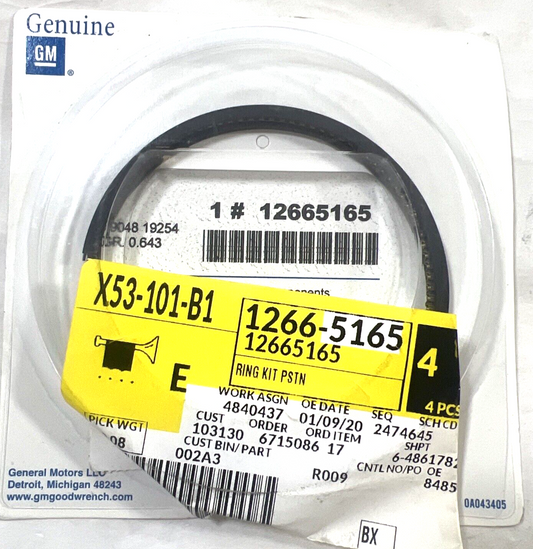 Genuine
GM
®
1 # 12665165
9048 19254
GR. 0.643
X53-101-B1
1266-5165
12665165
RING KIT PSTN
4
4 PCS
E
WORK ASGN OE DATE SEQ SCH CD
4840437 01/09/20 2474645
PICK WGT CUST ORDER ORD ITEM SHPT
08 103130 6715086 17 6-4861782
CUST BIN/PART CNTL NO/PO OE
002A3 R009 8485
General Motors LLC
Detroit, Michigan 48243
www.gmgoodwrench.com
0A043405
BX